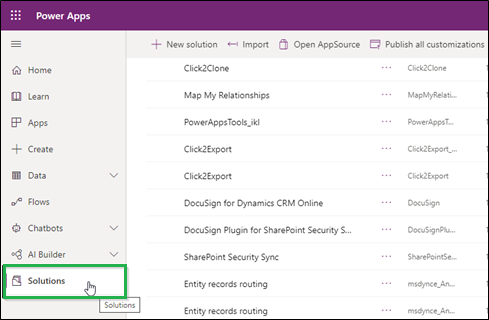 Power Apps
New solution Import Open AppSource Publish all customizations
Home
Learn
Apps
Create
Data
Flows
Chatbots
AI Builder
Solutions
Solutions
Click2Clone ... Click2Clone
Map My Relationships ... MapMyRelati...
PowerAppsTools_ikl ... PowerAppsT...
Click2Export ... Click2Export_...
Click2Export ... Click2Export
DocuSign for Dynamics CRM Online ... DocuSign
DocuSign Plugin for SharePoint Security S... ... DocuSignPlu...
SharePoint Security Sync ... SharePointSe...
Entity records routing ... msdynce_An...
Entity records routing ... msdynce_An...